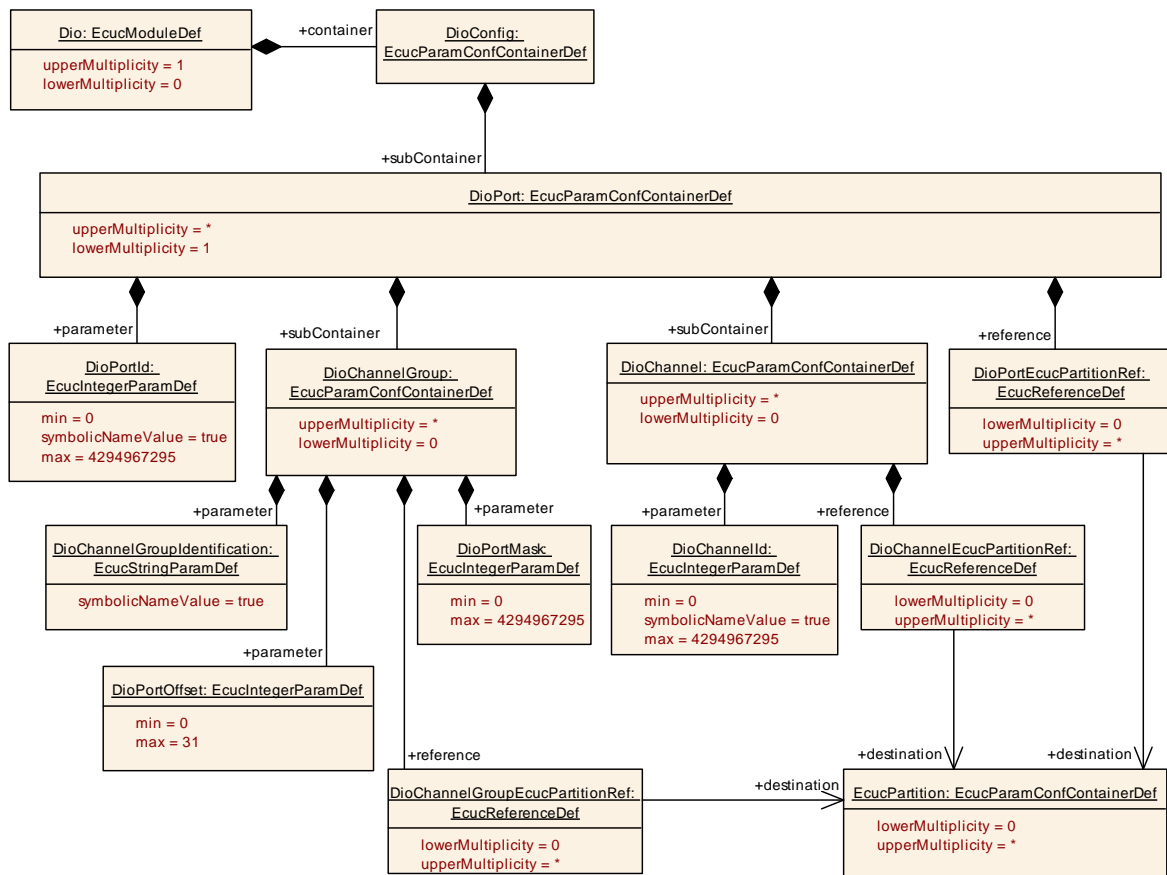 Dio: EcucModuleDef
upperMultiplicity = 1
lowerMultiplicity = 0
+container
DioConfig:
EcucParamConfContainerDef
+subContainer
DioPort: EcucParamConfContainerDef
upperMultiplicity = *
lowerMultiplicity = 1
+parameter
+subContainer
+subContainer
+reference
DioPortId:
EcucIntegerParamDef
min = 0
symbolicNameValue = true
max = 4294967295
DioChannelGroup:
EcucParamConfContainerDef
upperMultiplicity = *
lowerMultiplicity = 0
DioChannel: EcucParamConfContainerDef
upperMultiplicity = *
lowerMultiplicity = 0
DioPortEcucPartitionRef:
EcucReferenceDef
lowerMultiplicity = 0
upperMultiplicity = *
+parameter
+parameter
+parameter
+reference
DioChannelGroupIdentification:
EcucStringParamDef
symbolicNameValue = true
DioPortMask:
EcucIntegerParamDef
min = 0
max = 4294967295
DioChannelId:
EcucIntegerParamDef
min = 0
symbolicNameValue = true
max = 4294967295
DioChannelEcucPartitionRef:
EcucReferenceDef
lowerMultiplicity = 0
upperMultiplicity = *
+parameter
DioPortOffset: EcucIntegerParamDef
min = 0
max = 31
+reference
+destination
+destination
+destination
DioChannelGroupEcucPartitionRef:
EcucReferenceDef
lowerMultiplicity = 0
upperMultiplicity = *
EcucPartition: EcucParamConfContainerDef
lowerMultiplicity = 0
upperMultiplicity = *